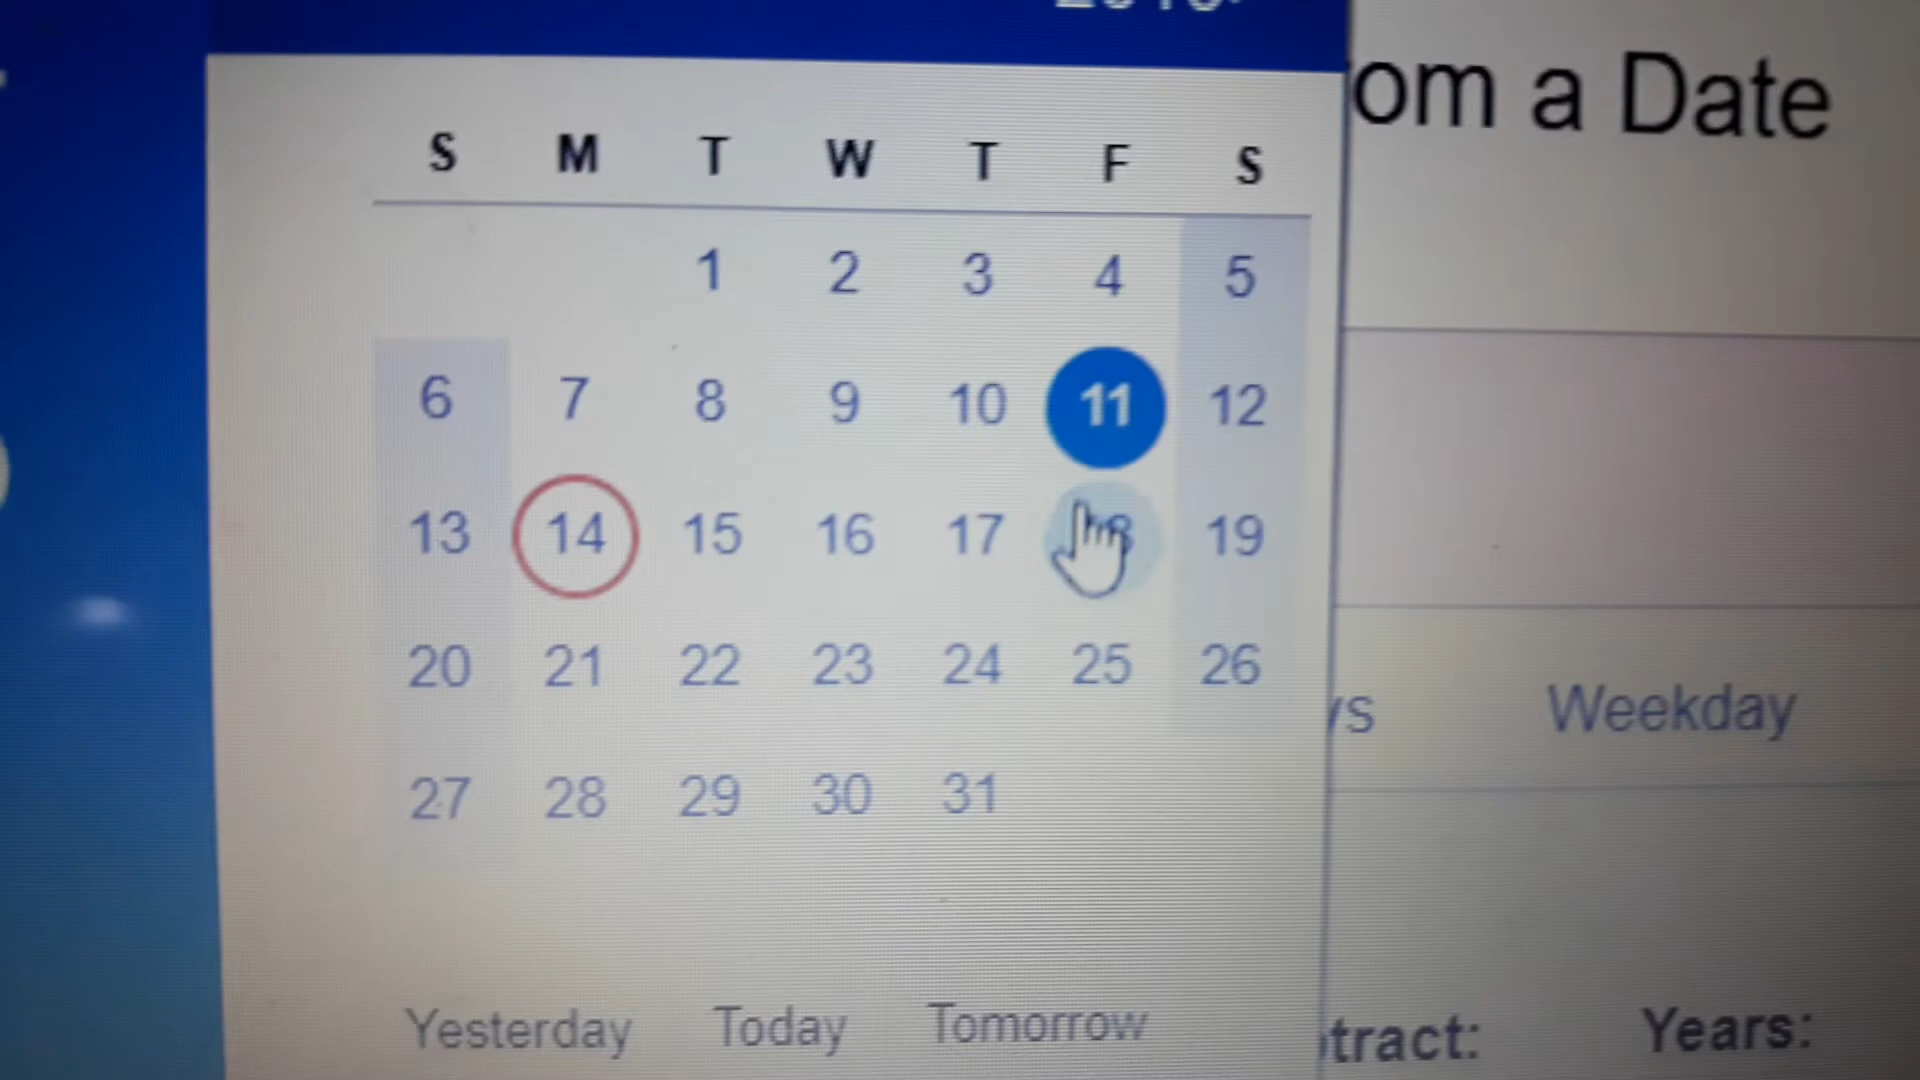 om a Date
S M T W T F S
1 2 3 4 5
6 7 8 9 10 11 12
13 14 15 16 17 19
20 21 22 23 24 25 26
27 28 29 30 31
Weekday
Yesterday Today Tomorrow
tract: Years: